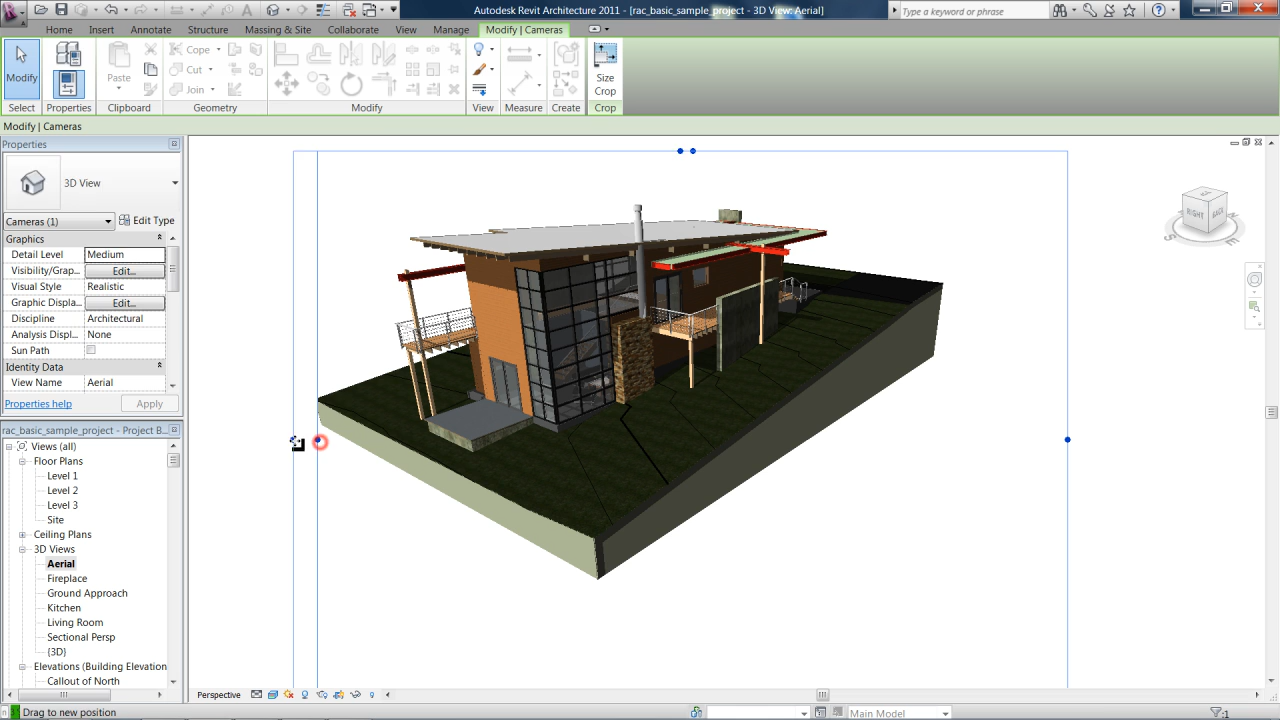 Autodesk Revit Architecture 2011 - [rac_basic_sample_project - 3D View: Aerial]
Type a keyword or phrase
Home Insert Annotate Structure Massing & Site Collaborate View Manage Modify | Cameras
Modify Paste Cope Cut Join Size Crop
Select Properties Clipboard Geometry Modify View Measure Create Crop
Modify | Cameras
Properties
3D View
Cameras (1) Edit Type
Graphics
Detail Level Medium
Visibility/Grap... Edit...
Visual Style Realistic
Graphic Displa... Edit...
Discipline Architectural
Analysis Displ... None
Sun Path
Identity Data
View Name Aerial
Properties help Apply
rac_basic_sample_project - Project B...
Views (all)
Floor Plans
Level 1
Level 2
Level 3
Site
Ceiling Plans
3D Views
Aerial
Fireplace
Ground Approach
Kitchen
Living Room
Sectional Persp
{3D}
Elevations (Building Elevation
Callout of North
RIGHT BACK
S E
Perspective
Drag to new position
Main Model
:1